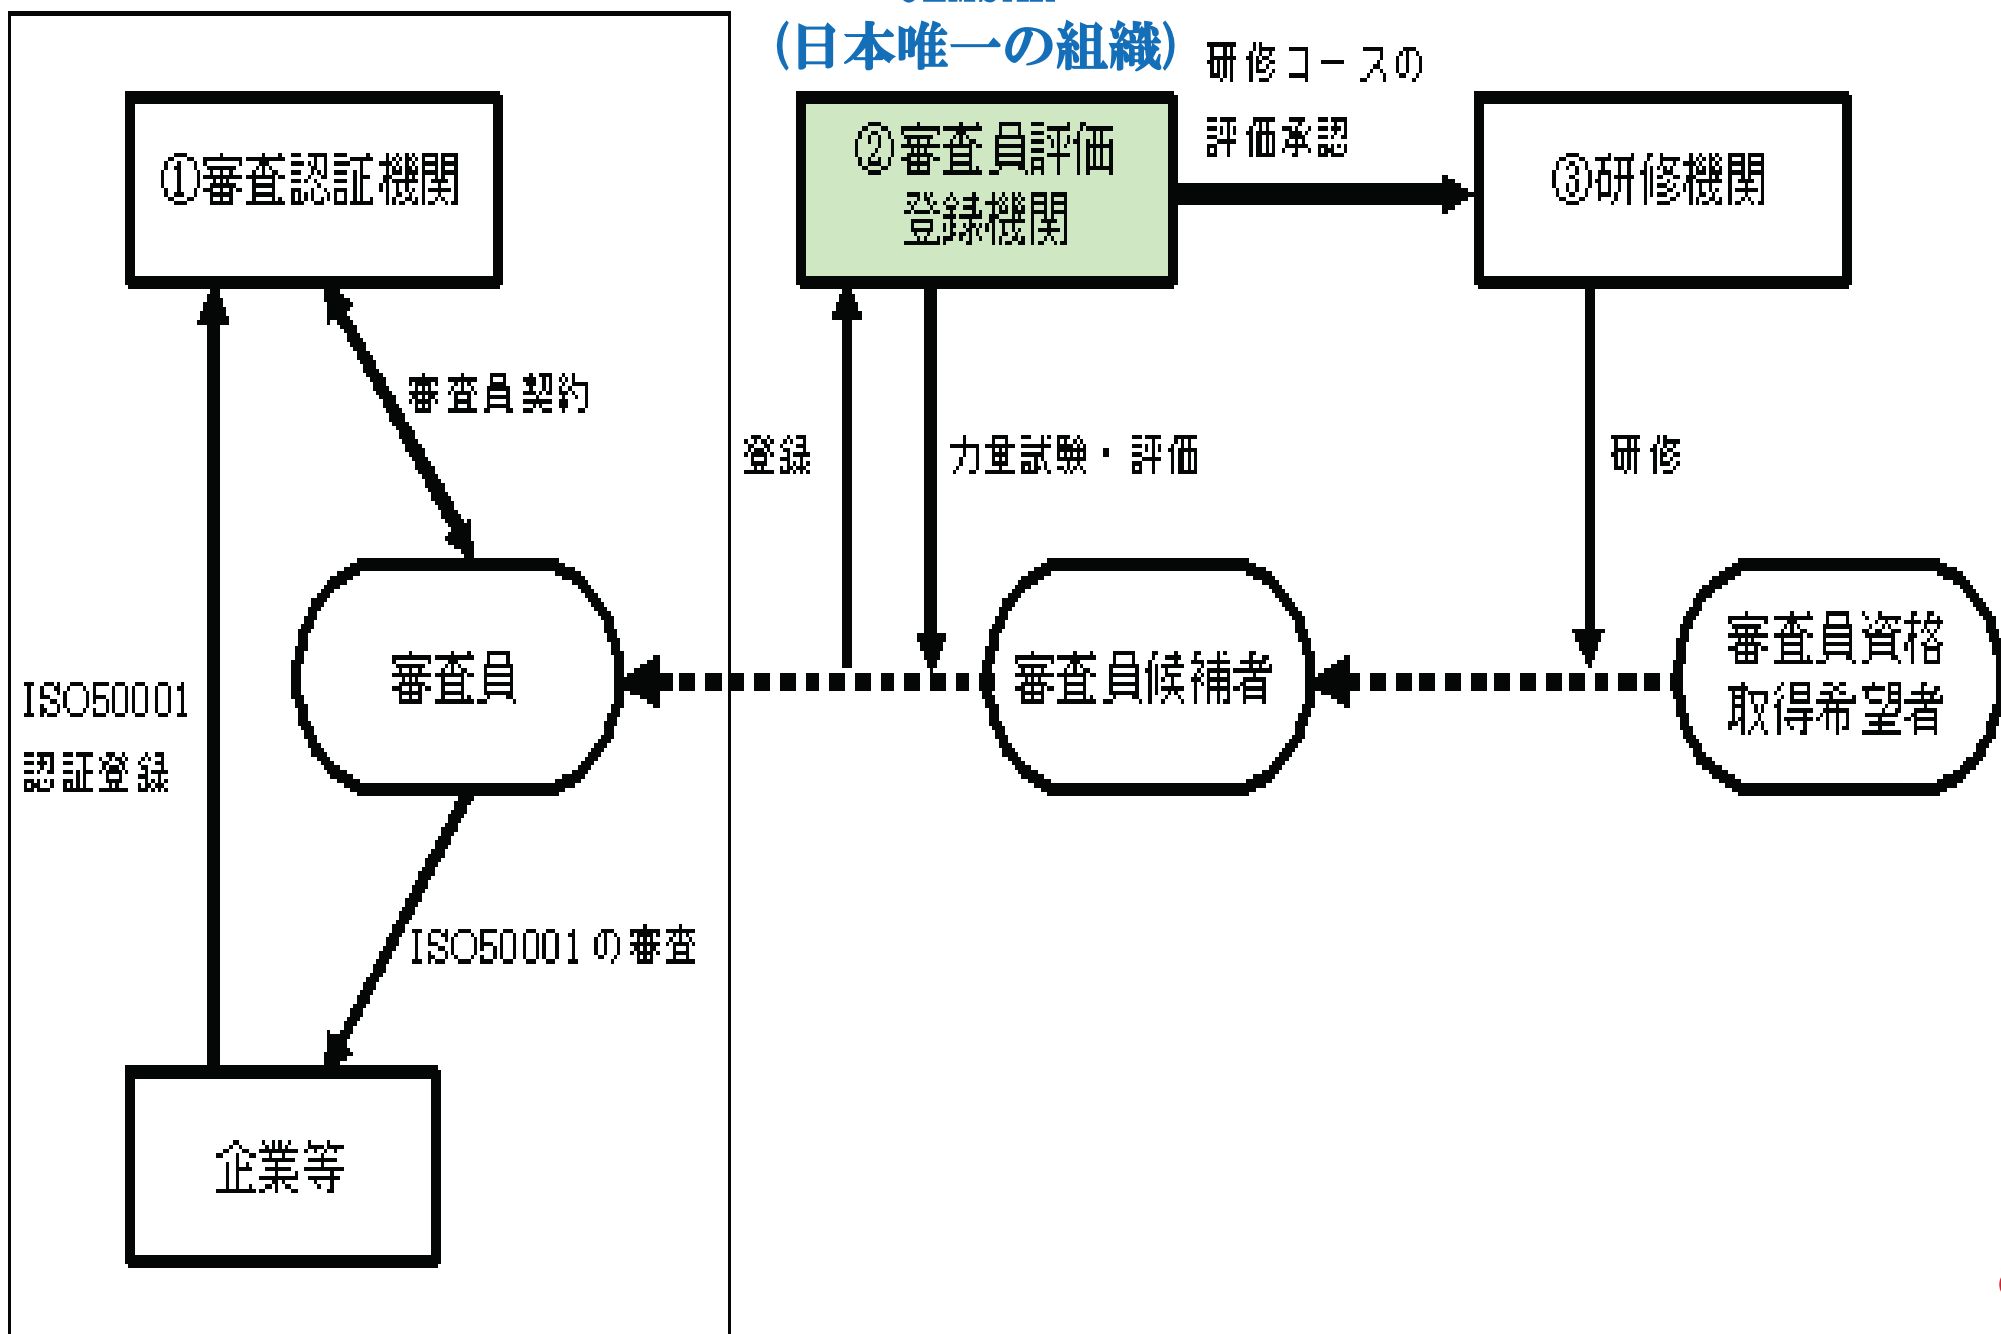 (日本唯一の組織)
研修コースの
評価承認
①審査認証機関
②審査員評価
登録機関
③研修機関
審査員契約
登録
力量試験・評価
研修
審査員
審査員候補者
審査員資格
取得希望者
ISO50001
認証登録
ISO50001の審査
企業等